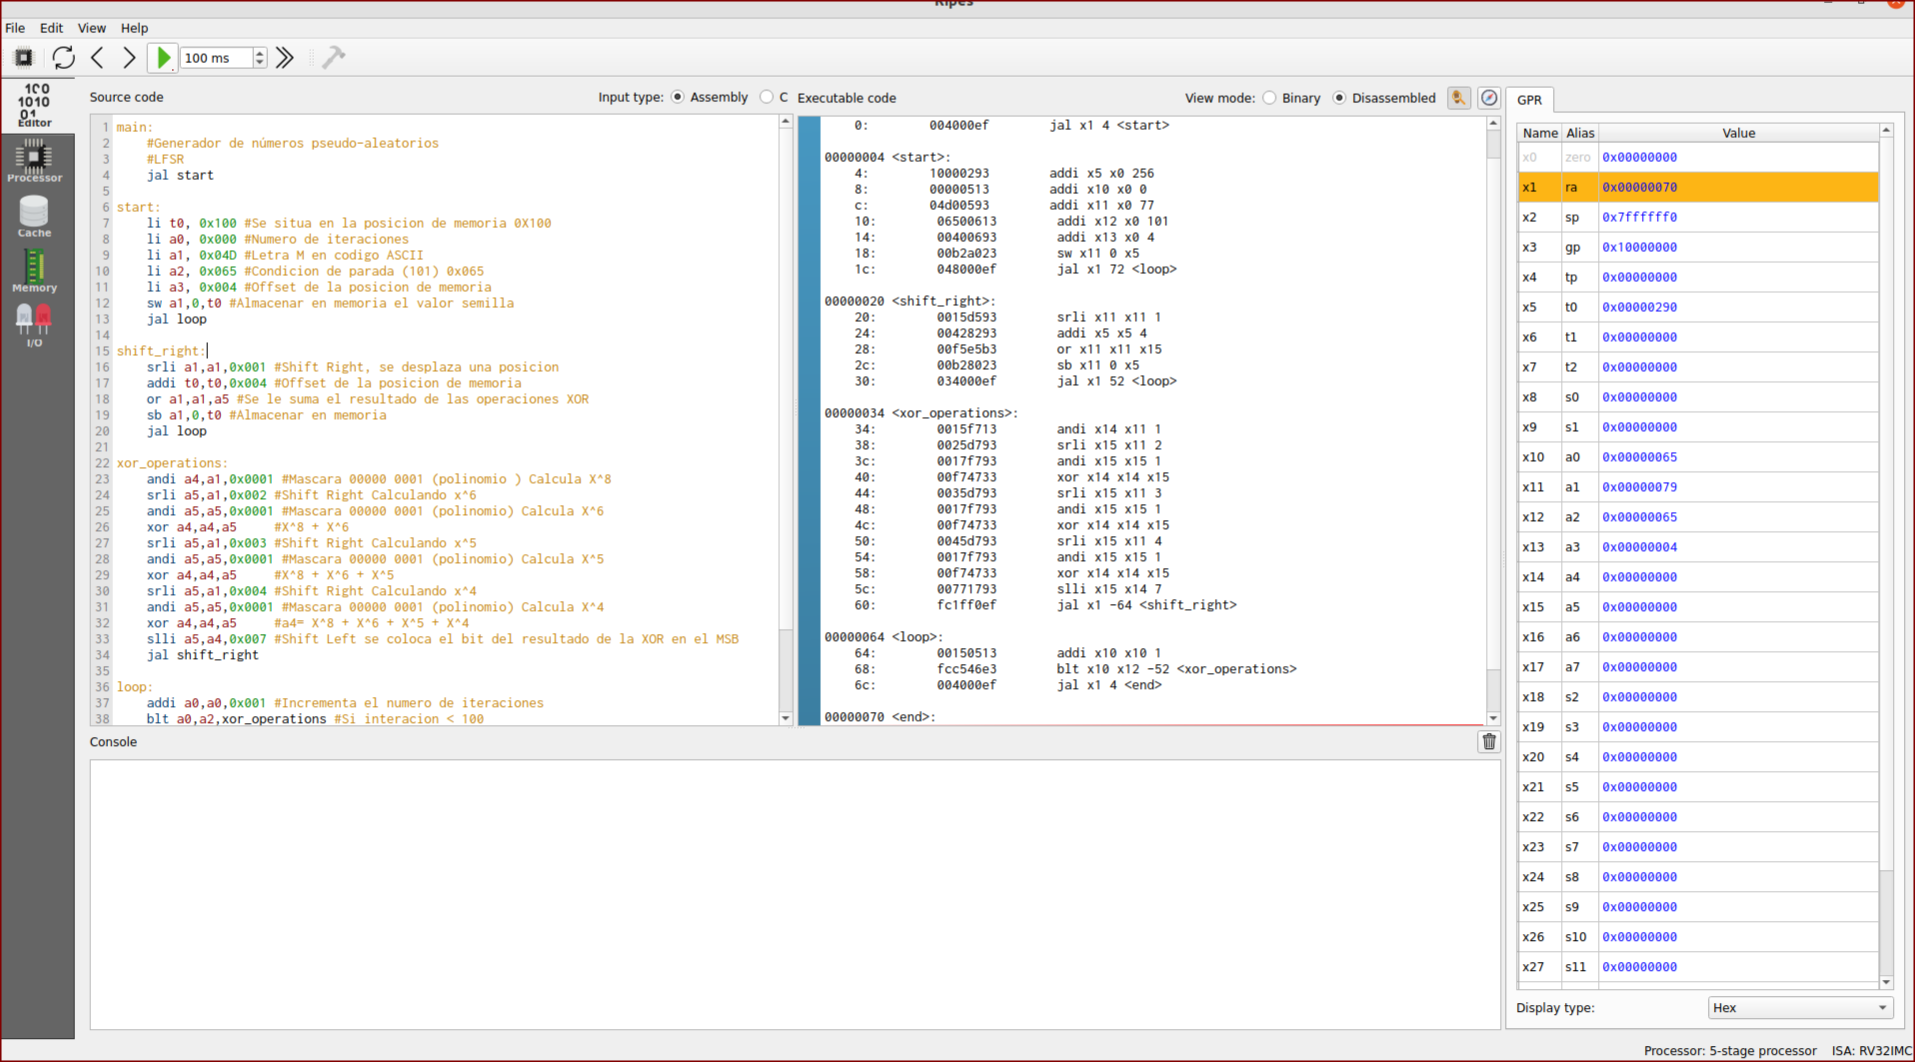 Ripes
File Edit View Help
100 ms
Editor
Processor
Cache
Memory
I/O
Source code
Input type: Assembly C
1 main:
2 #Generador de números pseudo-aleatorios
3 #LFSR
4 jal start
5
6 start:
7 li t0, 0x100 #Se situa en la posicion de memoria 0X100
8 li a0, 0x000 #Numero de iteraciones
9 li a1, 0x04D #Letra M en codigo ASCII
10 li a2, 0x065 #Condicion de parada (101) 0x065
11 li a3, 0x004 #Offset de la posicion de memoria
12 sw a1,0,t0 #Almacenar en memoria el valor semilla
13 jal loop
14
15 shift_right:
16 srli a1,a1,0x001 #Shift Right, se desplaza una posicion
17 addi t0,t0,0x004 #Offset de la posicion de memoria
18 or a1,a1,a5 #Se le suma el resultado de las operaciones XOR
19 sb a1,0,t0 #Almacenar en memoria
20 jal loop
21
22 xor_operations:
23 andi a4,a1,0x0001 #Mascara 00000 0001 (polinomio ) Calcula X^8
24 srli a5,a1,0x002 #Shift Right Calculando x^6
25 andi a5,a5,0x0001 #Mascara 00000 0001 (polinomio) Calcula X^6
26 xor a4,a4,a5 #X^8 + X^6
27 srli a5,a1,0x003 #Shift Right Calculando x^5
28 andi a5,a5,0x0001 #Mascara 00000 0001 (polinomio) Calcula X^5
29 xor a4,a4,a5 #X^8 + X^6 + X^5
30 srli a5,a1,0x004 #Shift Right Calculando x^4
31 andi a5,a5,0x0001 #Mascara 00000 0001 (polinomio) Calcula X^4
32 xor a4,a4,a5 #a4= X^8 + X^6 + X^5 + X^4
33 slli a5,a4,0x007 #Shift Left se coloca el bit del resultado de la XOR en el MSB
34 jal shift_right
35
36 loop:
37 addi a0,a0,0x001 #Incrementa el numero de iteraciones
38 blt a0,a2,xor_operations #Si interacion < 100
Executable code
View mode: Binary Disassembled
0: 004000ef jal x1 4 <start>
00000004 <start>:
4: 10000293 addi x5 x0 256
8: 00000513 addi x10 x0 0
c: 04d00593 addi x11 x0 77
10: 06500613 addi x12 x0 101
14: 00400693 addi x13 x0 4
18: 00b2a023 sw x11 0 x5
1c: 048000ef jal x1 72 <loop>
00000020 <shift_right>:
20: 0015d593 srli x11 x11 1
24: 00428293 addi x5 x5 4
28: 00f5e5b3 or x11 x11 x15
2c: 00b28023 sb x11 0 x5
30: 034000ef jal x1 52 <loop>
00000034 <xor_operations>:
34: 0015f713 andi x14 x11 1
38: 0025d793 srli x15 x11 2
3c: 0017f793 andi x15 x15 1
40: 00f74733 xor x14 x14 x15
44: 0035d793 srli x15 x11 3
48: 0017f793 andi x15 x15 1
4c: 00f74733 xor x14 x14 x15
50: 0045d793 srli x15 x11 4
54: 0017f793 andi x15 x15 1
58: 00f74733 xor x14 x14 x15
5c: 00771793 slli x15 x14 7
60: fc1ff0ef jal x1 -64 <shift_right>
00000064 <loop>:
64: 00150513 addi x10 x10 1
68: fcc546e3 blt x10 x12 -52 <xor_operations>
6c: 004000ef jal x1 4 <end>
00000070 <end>:
Console
GPR
Name Alias Value
x0 zero 0x00000000
x1 ra 0x00000070
x2 sp 0x7ffffff0
x3 gp 0x10000000
x4 tp 0x00000000
x5 t0 0x00000290
x6 t1 0x00000000
x7 t2 0x00000000
x8 s0 0x00000000
x9 s1 0x00000000
x10 a0 0x00000065
x11 a1 0x00000079
x12 a2 0x00000065
x13 a3 0x00000004
x14 a4 0x00000000
x15 a5 0x00000000
x16 a6 0x00000000
x17 a7 0x00000000
x18 s2 0x00000000
x19 s3 0x00000000
x20 s4 0x00000000
x21 s5 0x00000000
x22 s6 0x00000000
x23 s7 0x00000000
x24 s8 0x00000000
x25 s9 0x00000000
x26 s10 0x00000000
x27 s11 0x00000000
Display type: Hex
Processor: 5-stage processor ISA: RV32IMC